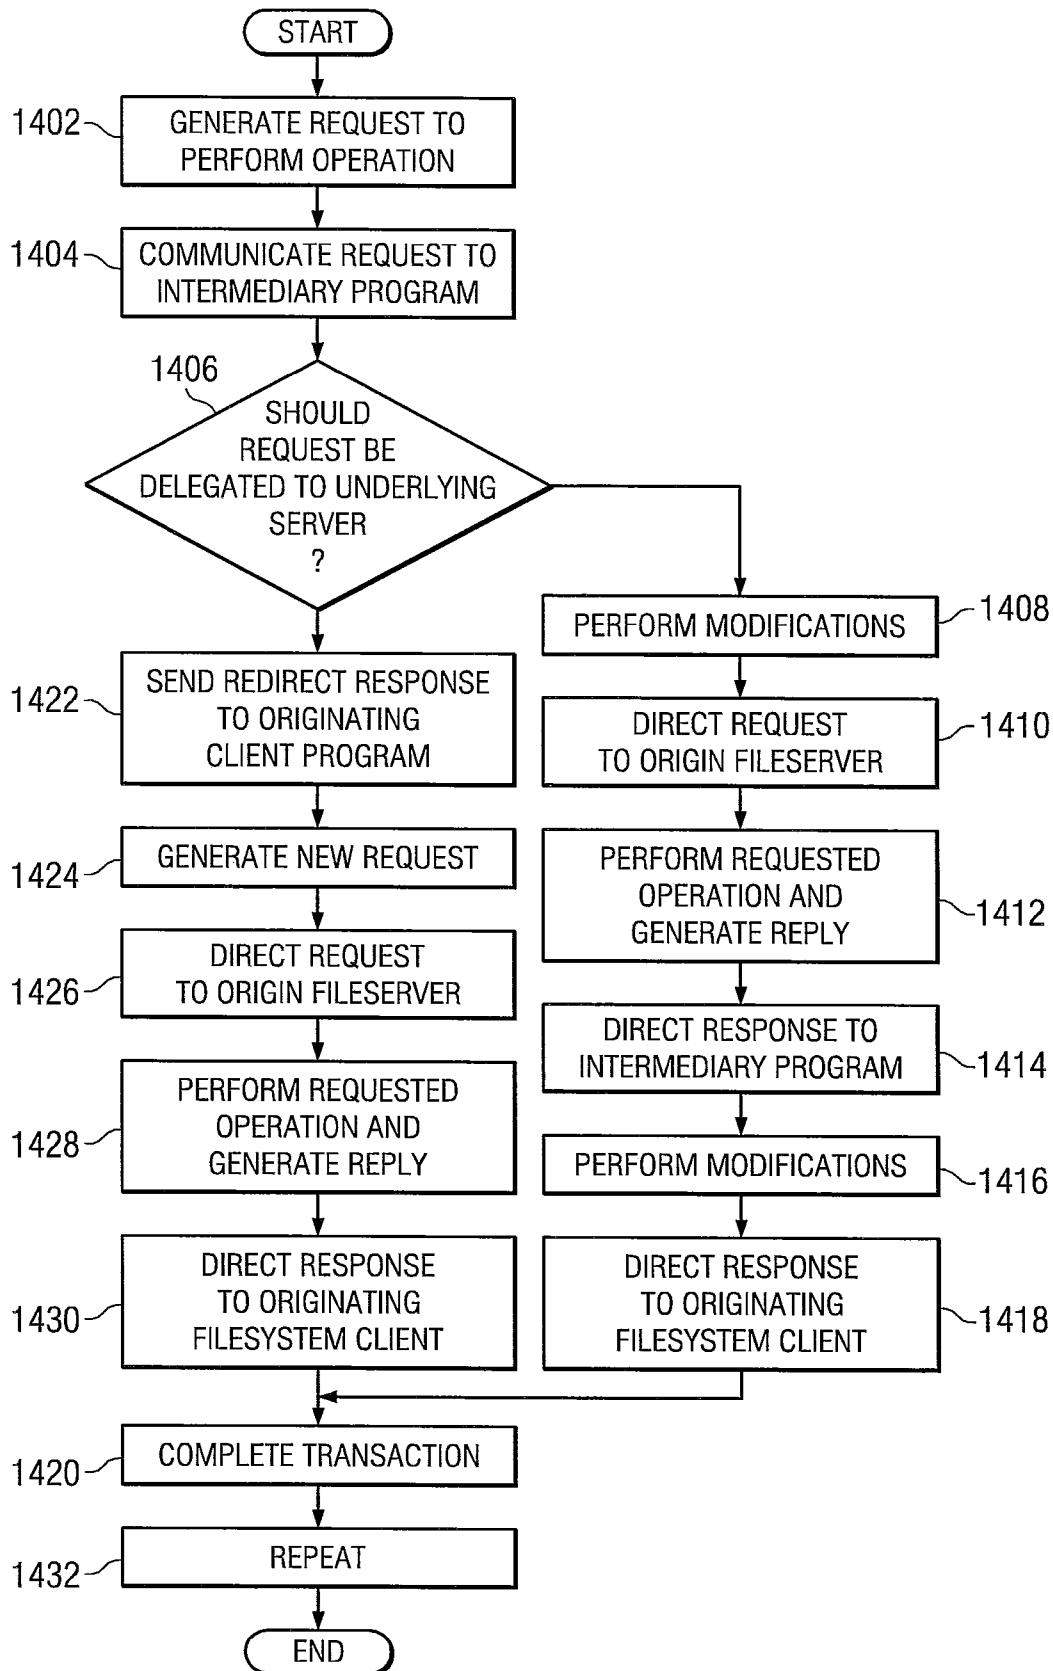 START
1402
GENERATE REQUEST TO
PERFORM OPERATION
1404
COMMUNICATE REQUEST TO
INTERMEDIARY PROGRAM
1406
SHOULD
REQUEST BE
DELEGATED TO UNDERLYING
SERVER
?
1422
SEND REDIRECT RESPONSE
TO ORIGINATING
CLIENT PROGRAM
1424
GENERATE NEW REQUEST
1426
DIRECT REQUEST
TO ORIGIN FILESERVER
1428
PERFORM REQUESTED
OPERATION AND
GENERATE REPLY
1430
DIRECT RESPONSE
TO ORIGINATING
FILESYSTEM CLIENT
PERFORM MODIFICATIONS
1408
DIRECT REQUEST
TO ORIGIN FILESERVER
1410
PERFORM REQUESTED
OPERATION AND
GENERATE REPLY
1412
DIRECT RESPONSE TO
INTERMEDIARY PROGRAM
1414
PERFORM MODIFICATIONS
1416
DIRECT RESPONSE
TO ORIGINATING
FILESYSTEM CLIENT
1418
1420
COMPLETE TRANSACTION
1432
REPEAT
END